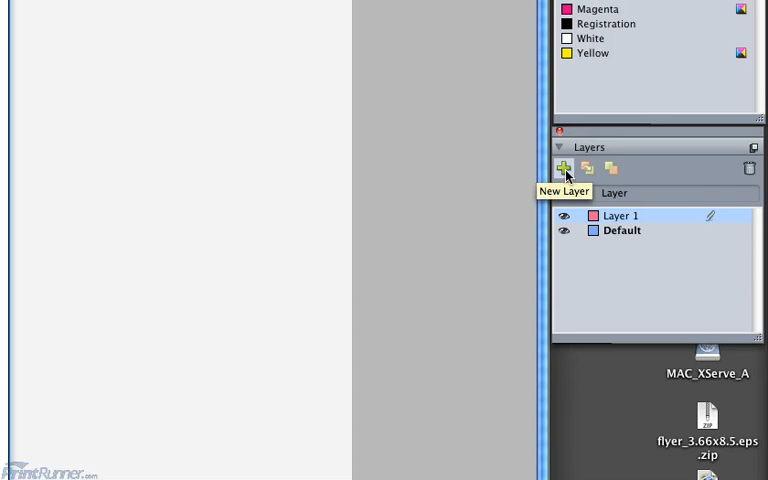 Magenta
Registration
White
Yellow
Layers
New Layer
Layer
Layer 1
Default
MAC_XServe_A
ZIP
flyer_3.66x8.5.eps
.zip
PrintRunner.com